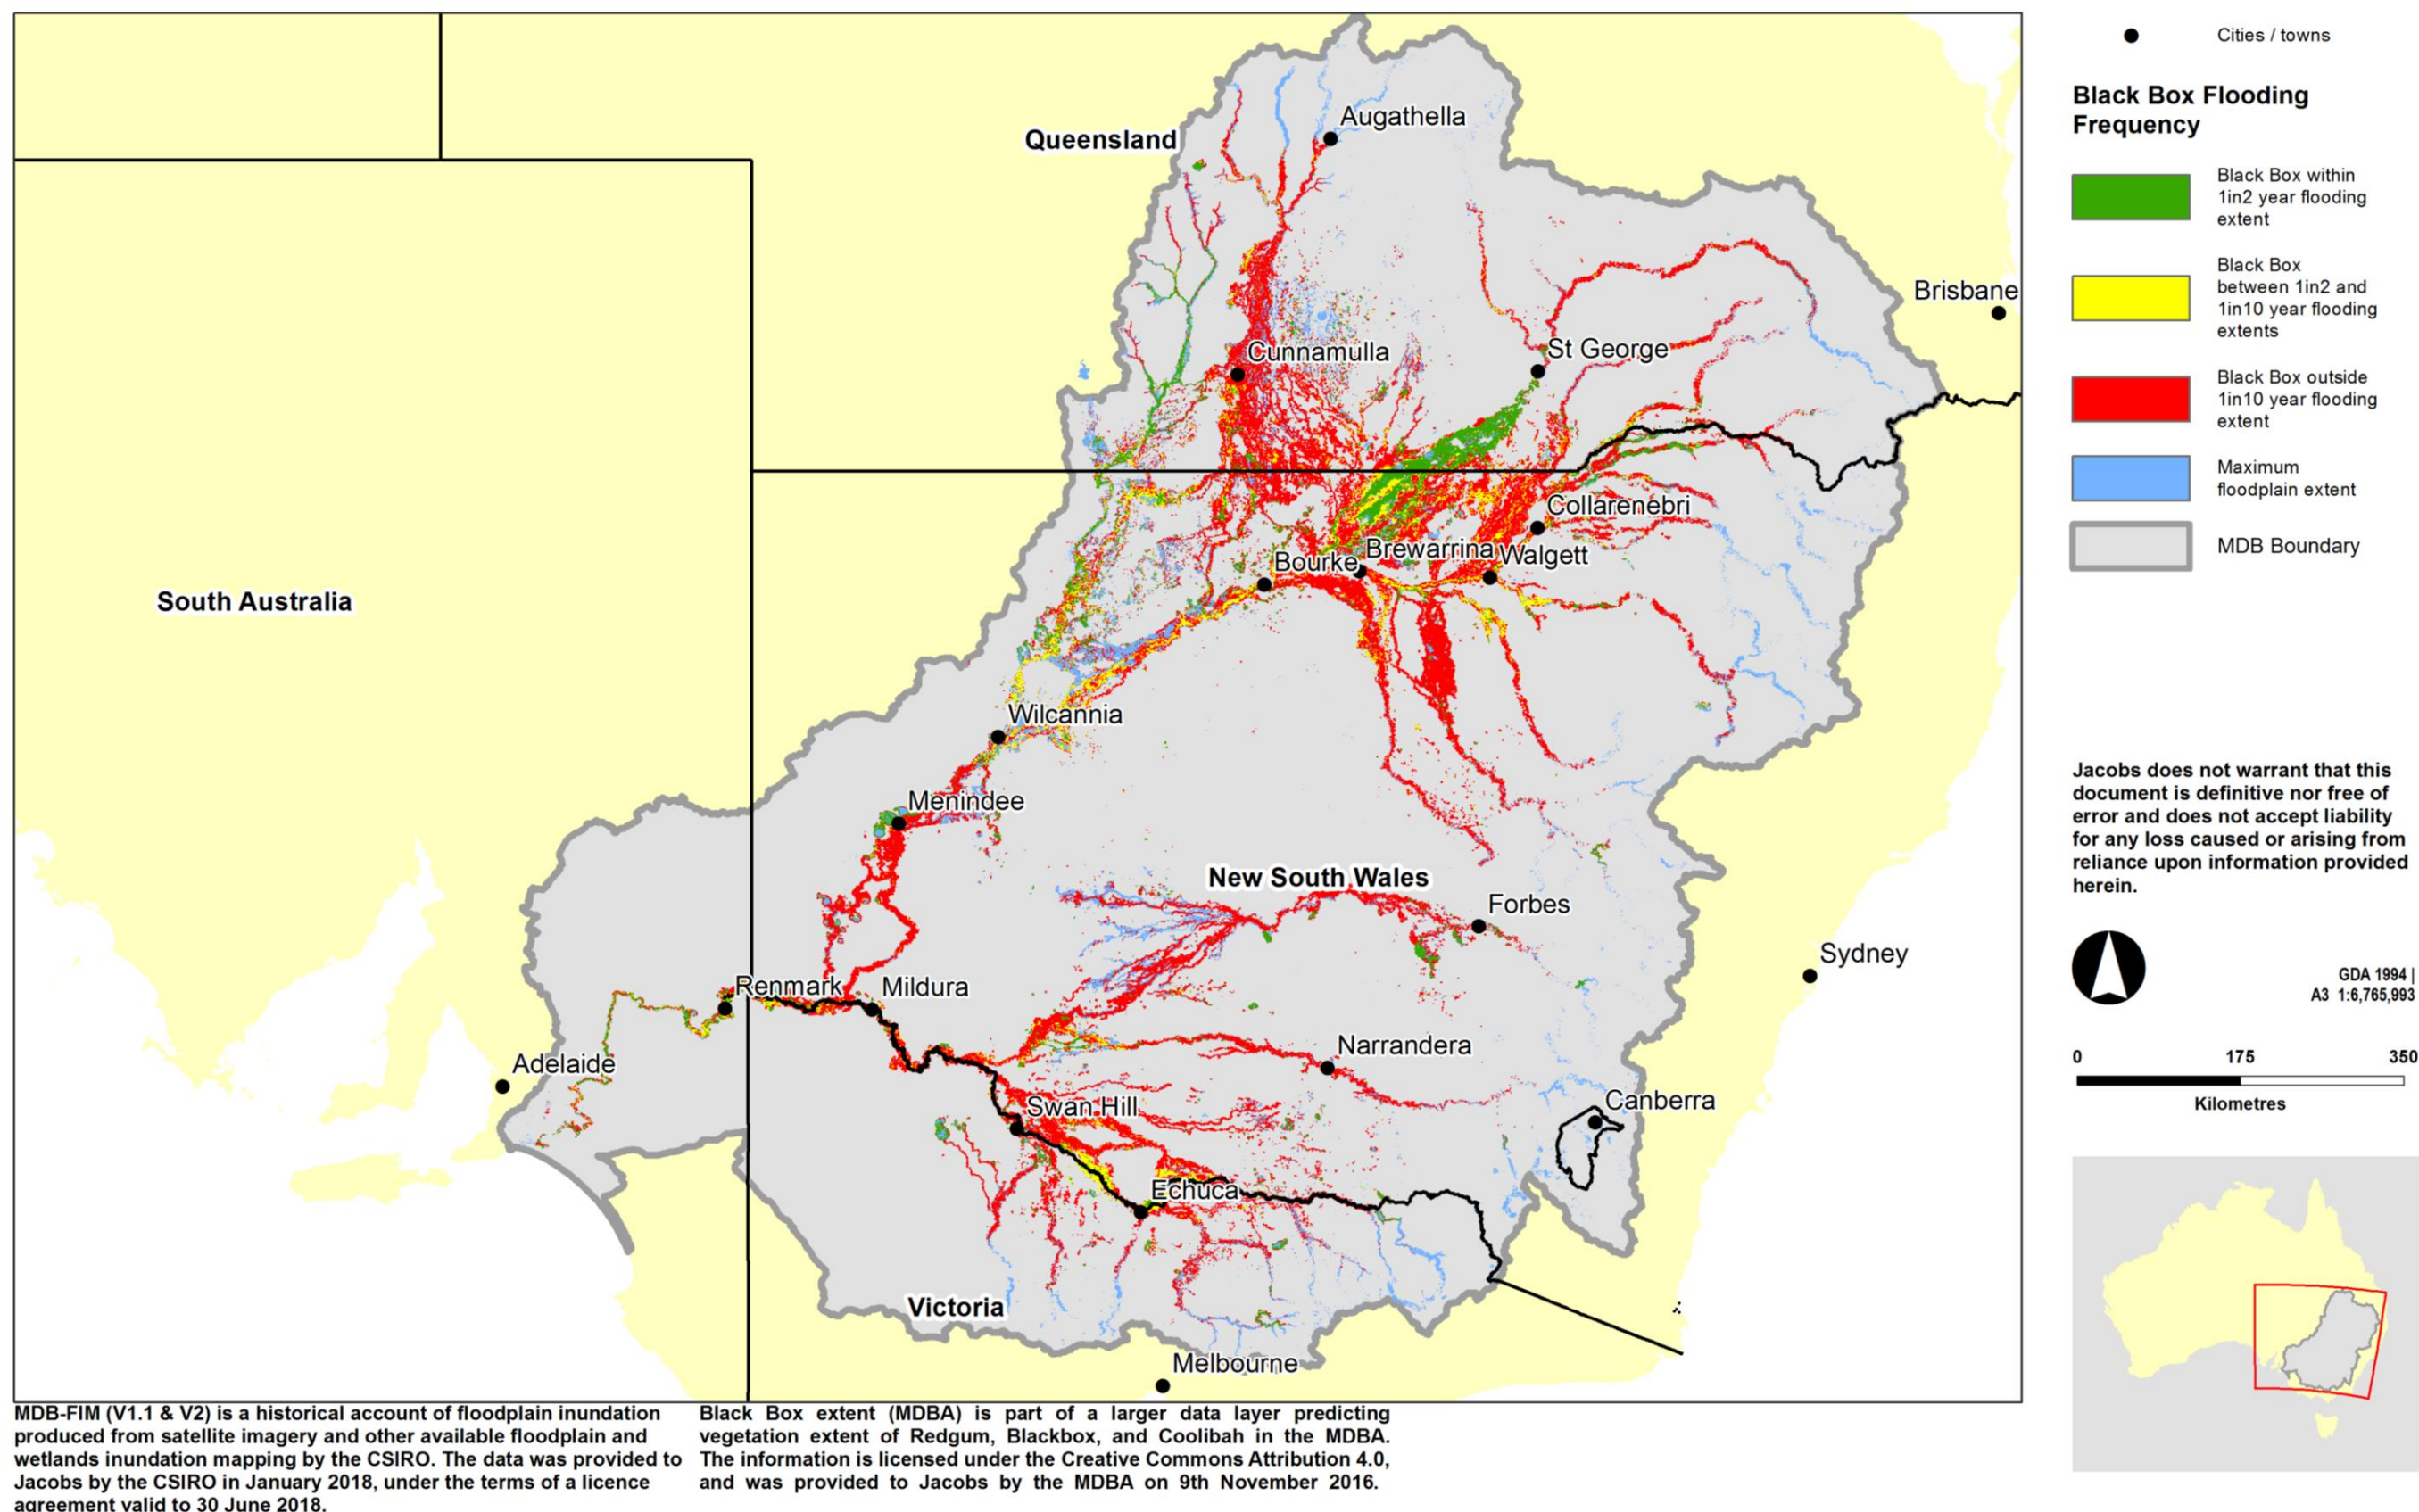 Cities / towns
Black Box Flooding
Frequency
Black Box within
1in2 year flooding
extent
Black Box
between 1in2 and
1in10 year flooding
extents
Black Box outside
1in10 year flooding
extent
Maximum
floodplain extent
MDB Boundary
Jacobs does not warrant that this
document is definitive nor free of
error and does not accept liability
for any loss caused or arising from
reliance upon information provided
herein.
GDA 1994 |
A3 1:6,765,993
0 175 350
Kilometres
Augathella
Queensland
Brisbane
Cunnamulla
St George
Collarenebri
Brewarrina
Walgett
Bourke
South Australia
Wilcannia
Menindee
New South Wales
Forbes
Sydney
Renmark
Mildura
Narrandera
Adelaide
Canberra
Swan Hill
Echuca
Victoria
Melbourne
MDB-FIM (V1.1 & V2) is a historical account of floodplain inundation
produced from satellite imagery and other available floodplain and
wetlands inundation mapping by the CSIRO. The data was provided to
Jacobs by the CSIRO in January 2018, under the terms of a licence
agreement valid to 30 June 2018.
Black Box extent (MDBA) is part of a larger data layer predicting
vegetation extent of Redgum, Blackbox, and Coolibah in the MDBA.
The information is licensed under the Creative Commons Attribution 4.0,
and was provided to Jacobs by the MDBA on 9th November 2016.